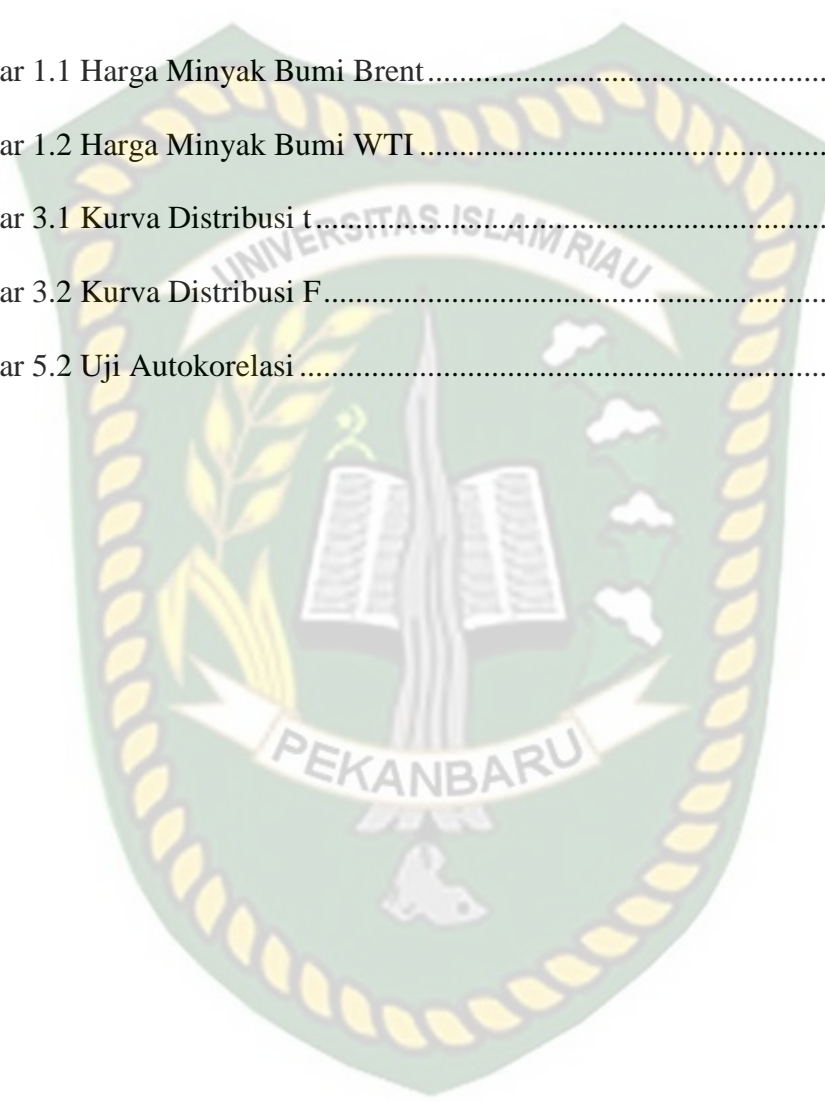 ar 1.1 Harga Minyak Bumi Brent........................................................
ar 1.2 Harga Minyak Bumi WTI.........................................................
ar 3.1 Kurva Distribusi t.......................................................................
ar 3.2 Kurva Distribusi F......................................................................
ar 5.2 Uji Autokorelasi.........................................................................
UNIVERSITAS ISLAM RIAU
PEKANBARU